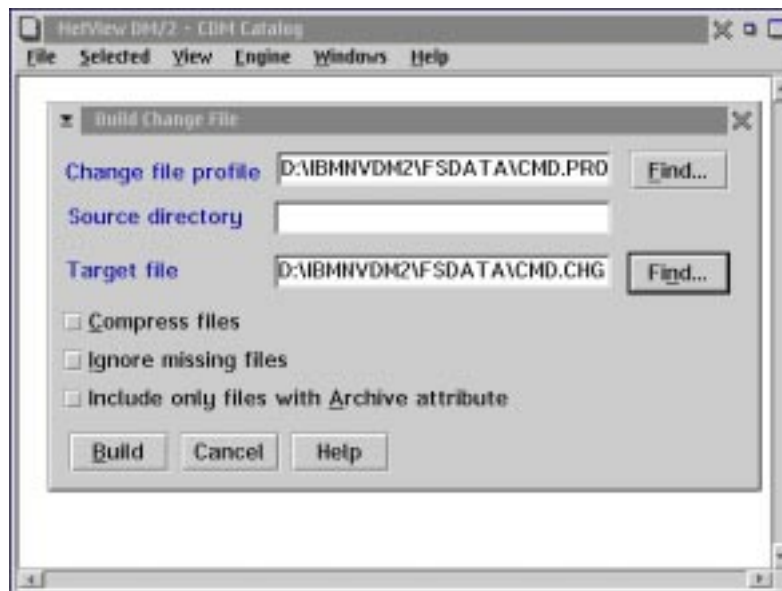 NetView DM/2 - CDM Catalog
File Selected View Engine Windows Help
Build Change File
Change file profile D:\IBMNVDM2\FSDATA\CMD.PRO Find...
Source directory
Target file D:\IBMNVDM2\FSDATA\CMD.CHG Find...
Compress files
Ignore missing files
Include only files with Archive attribute
Build Cancel Help